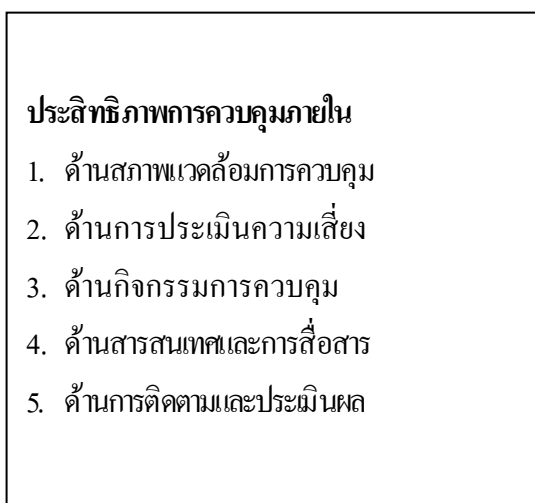 ประสิทธิภาพการควบคุมภายใน
1. ด้านสภาพแวดล้อมการควบคุม
2. ด้านการประเมินความเสี่ยง
3. ด้านกิจกรรมการควบคุม
4. ด้านสารสนเทศและการสื่อสาร
5. ด้านการติดตามและประเมินผล